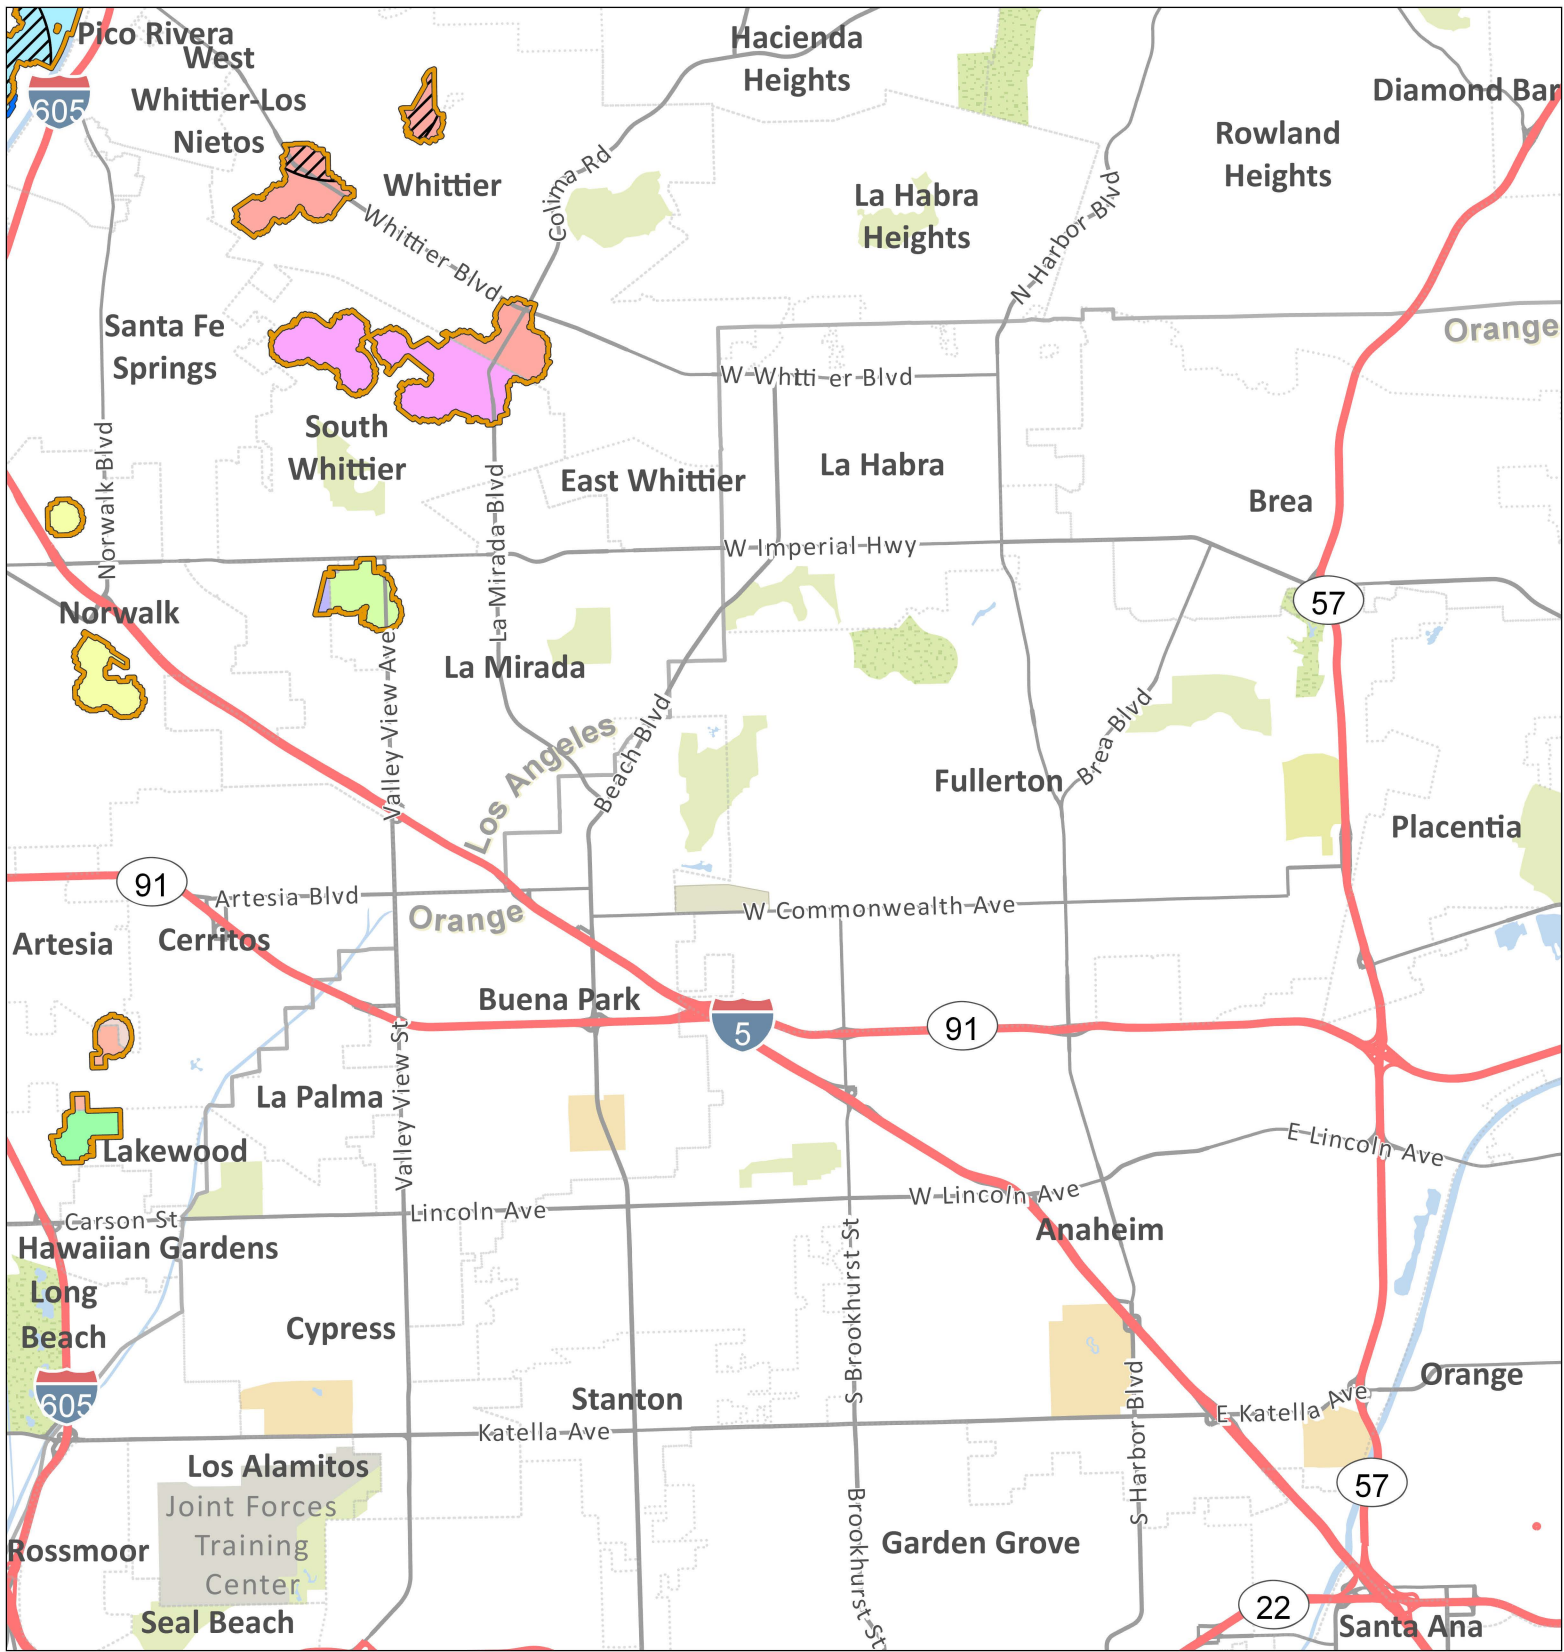 Pico Rivera
West
Whittier-Los
Nietos
605
Whittier
Hacienda
Heights
Diamond Bar
Rowland
Heights
La Habra
Heights
Colima Rd
N Harbor Blvd
Whittier Blvd
Santa Fe
Springs
Orange
W Whittier Blvd
South
Whittier
East Whittier
La Habra
Brea
Norwalk Blvd
La Mirada Blvd
W Imperial Hwy
57
Norwalk
La Mirada
Valley View Ave
Los Angeles
Beach Blvd
Fullerton
Brea Blvd
Placentia
91
Artesia Blvd
Orange
W Commonwealth Ave
Artesia
Cerritos
Buena Park
5
91
La Palma
Valley View St
Lakewood
E Lincoln Ave
Carson St
Lincoln Ave
W Lincoln Ave
Anaheim
Hawaiian Gardens
Long
Beach
Cypress
S Brookhurst St
605
Stanton
S Harbor Blvd
Orange
Katella Ave
E Katella Ave
Los Alamitos
Joint Forces
Training
Center
57
Rossmoor
Brookhurst St
Garden Grove
Seal Beach
22
Santa Ana